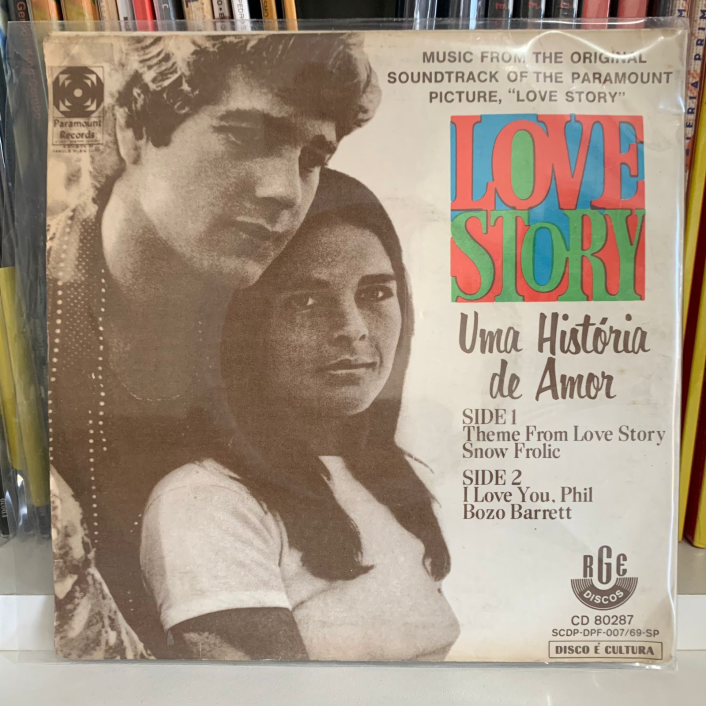 MUSIC FROM THE ORIGINAL
SOUNDTRACK OF THE PARAMOUNT
PICTURE, "LOVE STORY"
Paramount
Records
LOVE
STORY
Uma História
de Amor
SIDE 1
Theme From Love Story
Snow Frolic
SIDE 2
I Love You, Phil
Bozo Barrett
RGE
DISCOS
CD 80287
SCDP-DPF-007/69-SP
DISCO É CULTURA